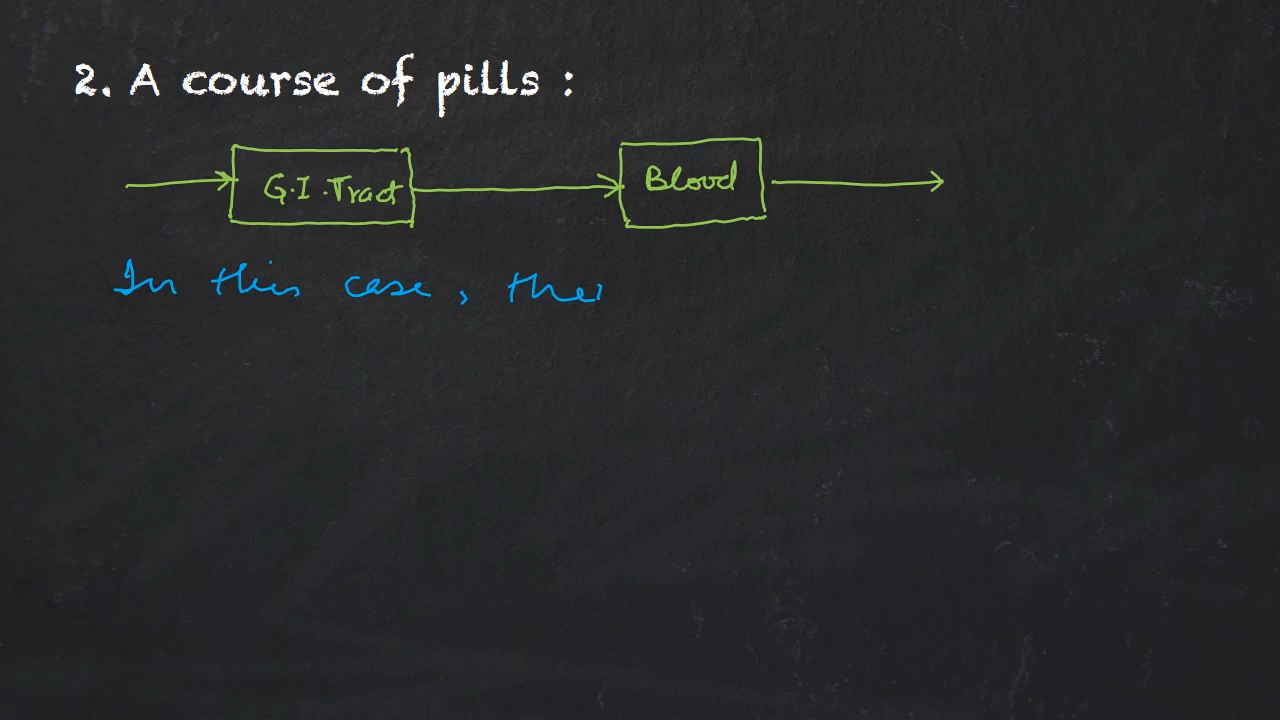 2. A course of pills :
G.I.Tract
Blood
In this case,